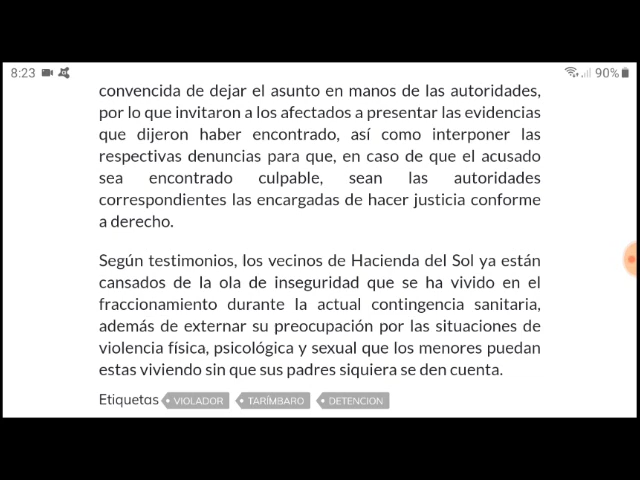 8:23 90%
convencida de dejar el asunto en manos de las autoridades,
por lo que invitaron a los afectados a presentar las evidencias
que dijeron haber encontrado, así como interponer las
respectivas denuncias para que, en caso de que el acusado
sea encontrado culpable, sean las autoridades
correspondientes las encargadas de hacer justicia conforme
a derecho.
Según testimonios, los vecinos de Hacienda del Sol ya están
cansados de la ola de inseguridad que se ha vivido en el
fraccionamiento durante la actual contingencia sanitaria,
además de externar su preocupación por las situaciones de
violencia física, psicológica y sexual que los menores puedan
estas viviendo sin que sus padres siquiera se den cuenta.
Etiquetas VIOLADOR TARÍMBARO DETENCION